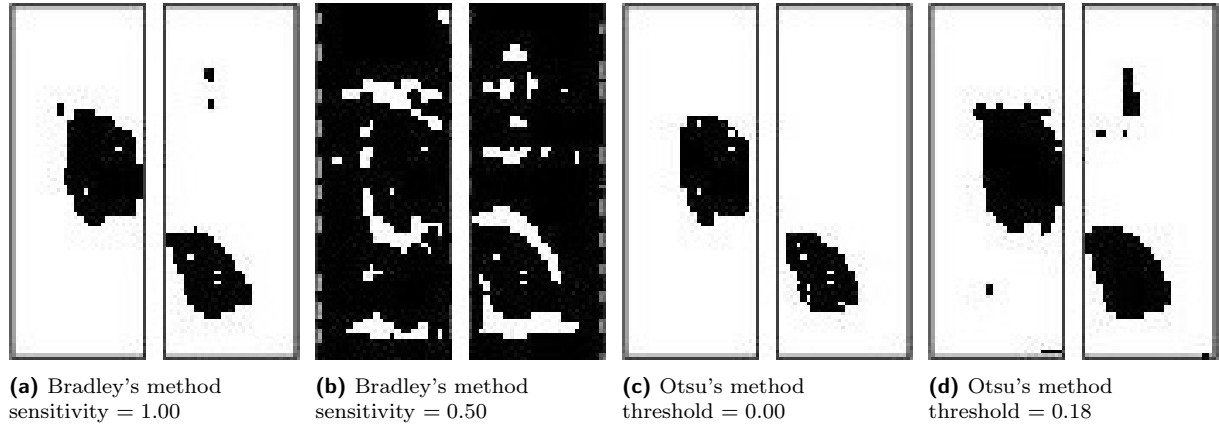 (a) Bradley's method
sensitivity = 1.00
(b) Bradley's method
sensitivity = 0.50
(c) Otsu's method
threshold = 0.00
(d) Otsu's method
threshold = 0.18